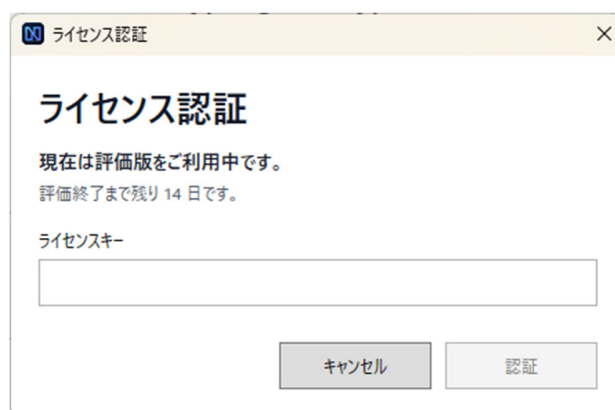 ライセンス認証
ライセンス認証
現在は評価版をご利用中です。
評価終了まで残り 14 日です。
ライセンスキー
キャンセル
認証